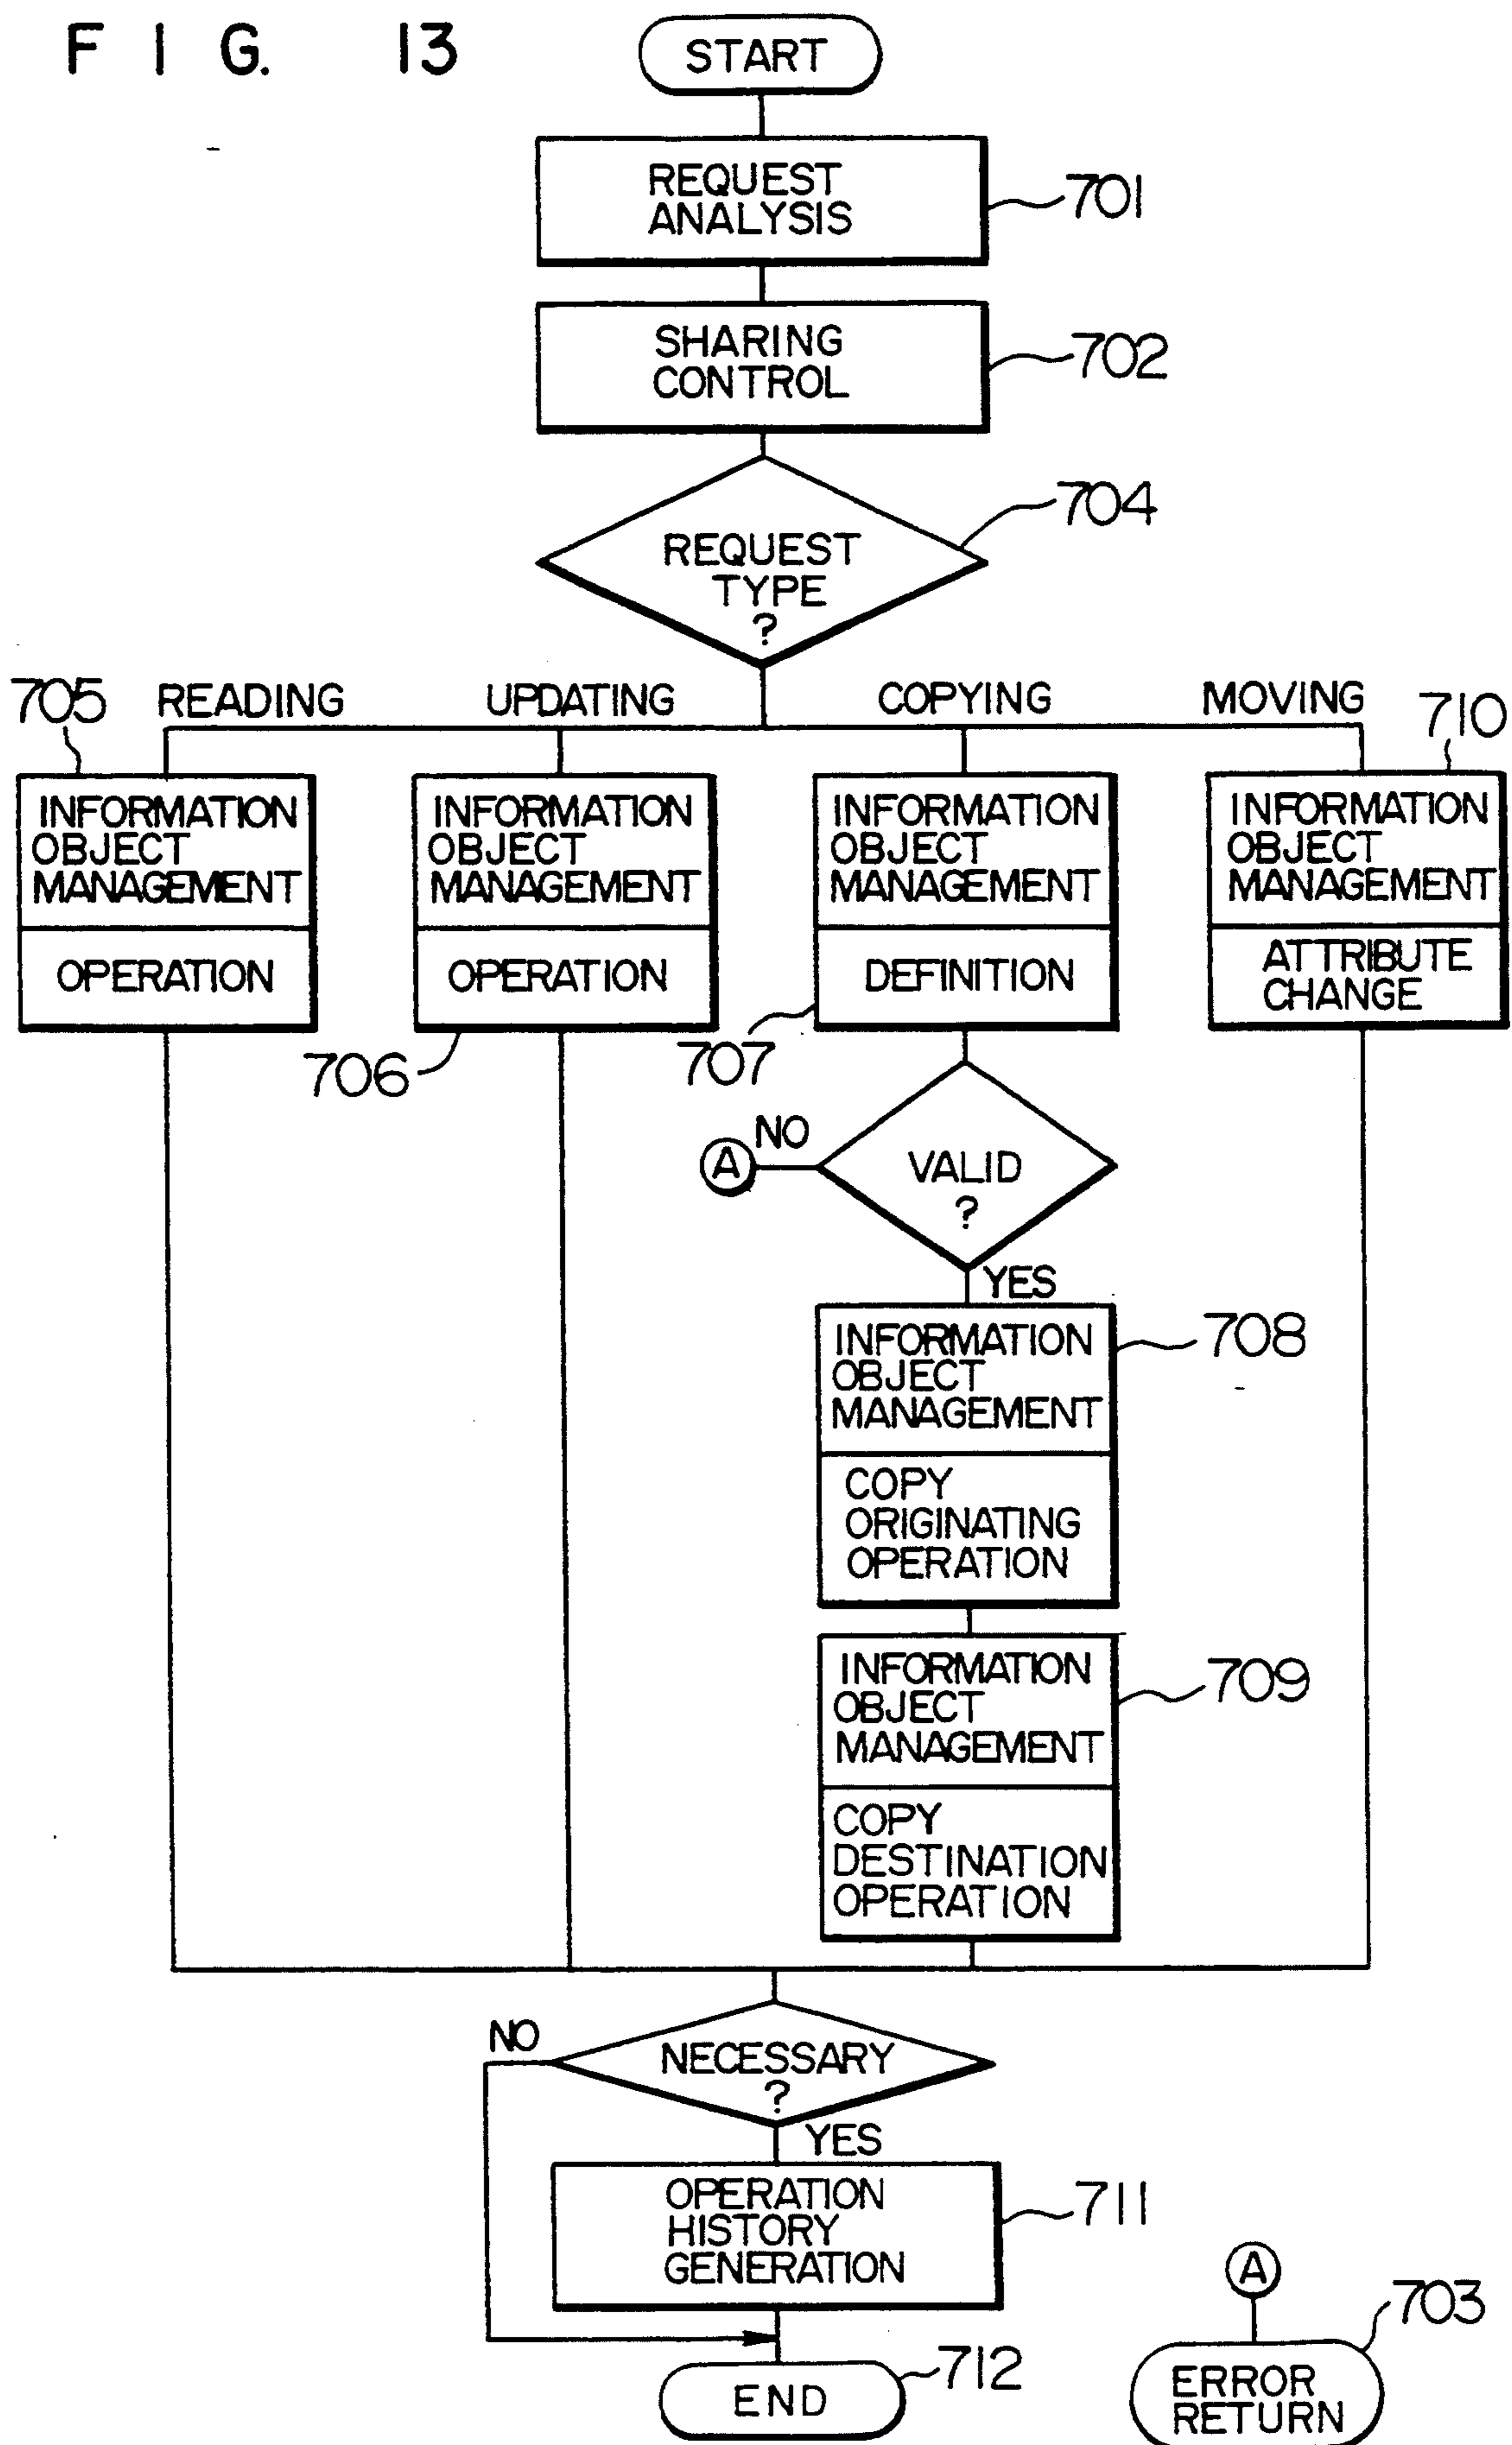 FIG. 13
START
REQUEST
ANALYSIS
701
SHARING
CONTROL
702
704
REQUEST
TYPE
?
705
READING
UPDATING
COPYING
MOVING
710
INFORMATION
OBJECT
MANAGEMENT
OPERATION
INFORMATION
OBJECT
MANAGEMENT
OPERATION
706
INFORMATION
OBJECT
MANAGEMENT
DEFINITION
707
INFORMATION
OBJECT
MANAGEMENT
ATTRIBUTE
CHANGE
A
NO
VALID
?
YES
INFORMATION
OBJECT
MANAGEMENT
708
COPY
ORIGINATING
OPERATION
INFORMATION
OBJECT
MANAGEMENT
709
COPY
DESTINATION
OPERATION
NO
NECESSARY
?
YES
OPERATION
HISTORY
GENERATION
711
END
712
A
703
ERROR
RETURN